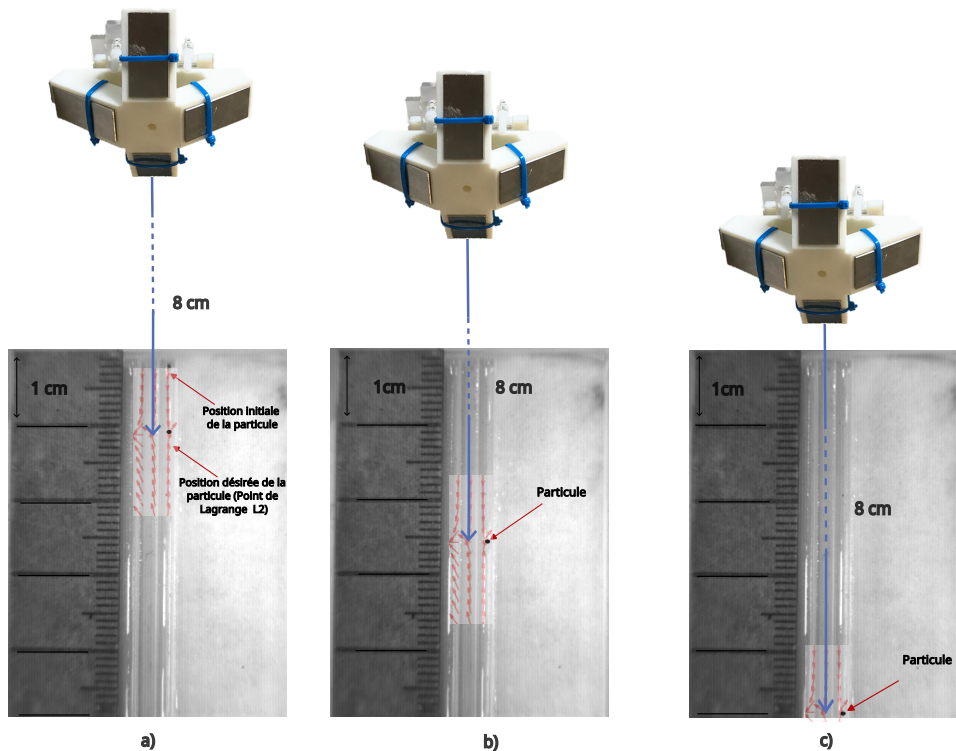 8 cm
1 cm
Position initiale
de la particule
Position désirée de la
particule (Point de
Lagrange L2)
a)
1cm
8 cm
Particule
b)
1cm
8 cm
Particule
c)